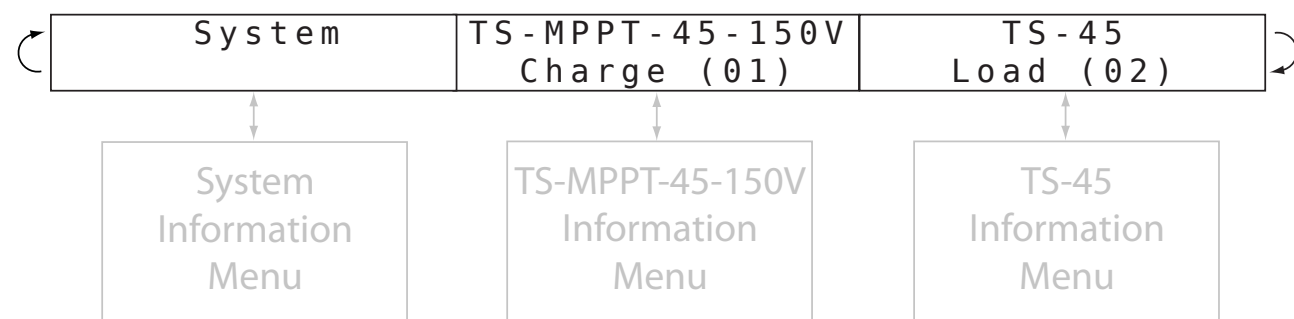 System
TS-MPPT-45-150V
Charge (01)
TS-45
Load (02)
System
Information
Menu
TS-MPPT-45-150V
Information
Menu
TS-45
Information
Menu